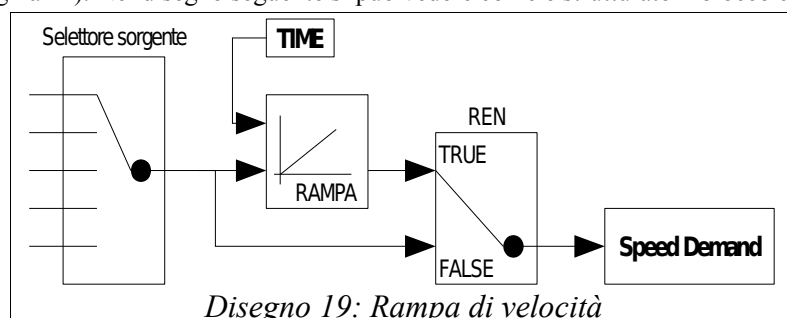 Selettore sorgente
TIME
REN
TRUE
RAMPA
Speed Demand
FALSE
Disegno 19: Rampa di velocità